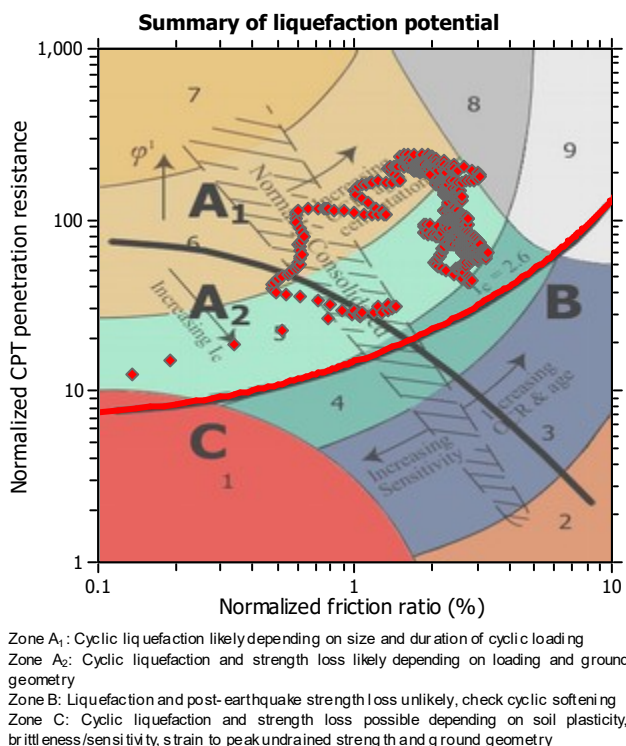 Summary of liquefaction potential
1,000
7
8
9
φ'
A1
Increasing
cementation
Normally Consolidated
100
6
A2
5
Ic = 2.6
B
Increasing Ic
10
4
C
Increasing
OCR & age
Increasing
Sensitivity
3
1
2
1
0.1
1
10
Normalized CPT penetration resistance
Normalized friction ratio (%)
Zone A1: Cyclic liquefaction likely depending on size and duration of cyclic loading
Zone A2: Cyclic liquefaction and strength loss likely depending on loading and ground
geometry
Zone B: Liquefaction and post-earthquake strength loss unlikely, check cyclic softening
Zone C: Cyclic liquefaction and strength loss possible depending on soil plasticity,
brittleness/sensitivity, strain to peak undrained strength and ground geometry